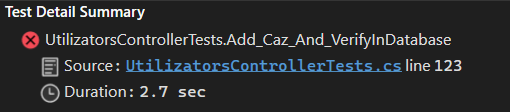 Test Detail Summary
UtilizatorsControllerTests.Add_Caz_And_VerifyInDatabase
Source: UtilizatorsControllerTests.cs line 123
Duration: 2.7 sec